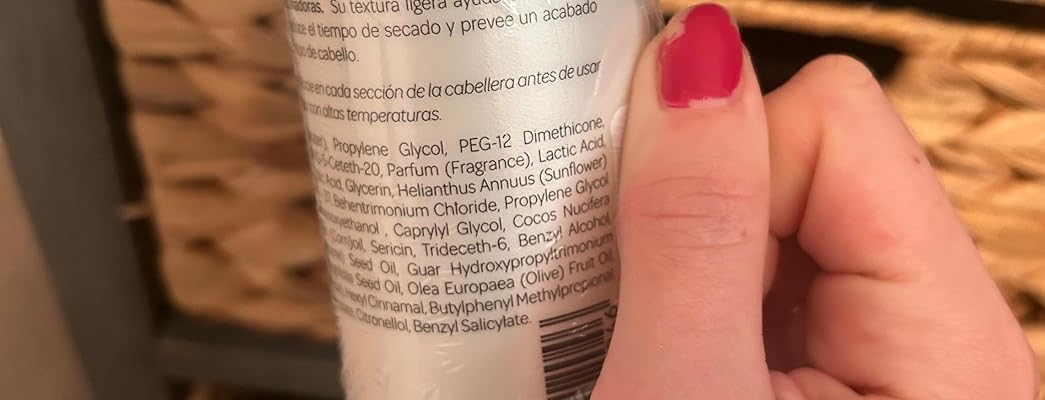 Su textura ligera
el tiempo de secado y prevee un acabado
de cabello.
en cada sección de la cabellera antes de usar
con altas temperaturas.
Propylene Glycol, PEG-12 Dimethicone,
Ceteth-20, Parfum (Fragrance), Lactic Acid,
Acid, Glycerin, Helianthus Annuus (Sunflower)
Behentrimonium Chloride, Propylene Glycol
, Caprylyl Glycol, Cocos Nucifera
oil, Sericin, Trideceth-6, Benzyl Alcohol,
Seed Oil, Guar Hydroxypropyltrimonium
Seed Oil, Olea Europaea (Olive) Fruit Oil,
Hexyl Cinnamal, Butylphenyl Methylpropional,
Citronellol, Benzyl Salicylate.